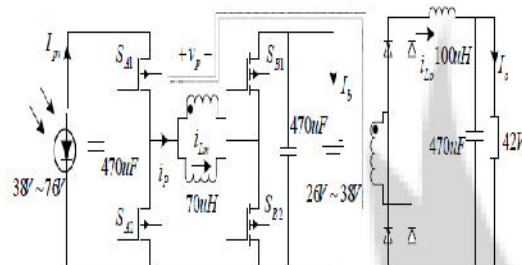 I_pv
S_A1
+v_p−
S_B1
i_Lo
100uH
I_o
I_b
i_Lm
i_p
470uF
470uF
470uF
42V
38V~76V
S_A2
70uH
S_B2
26V~38V